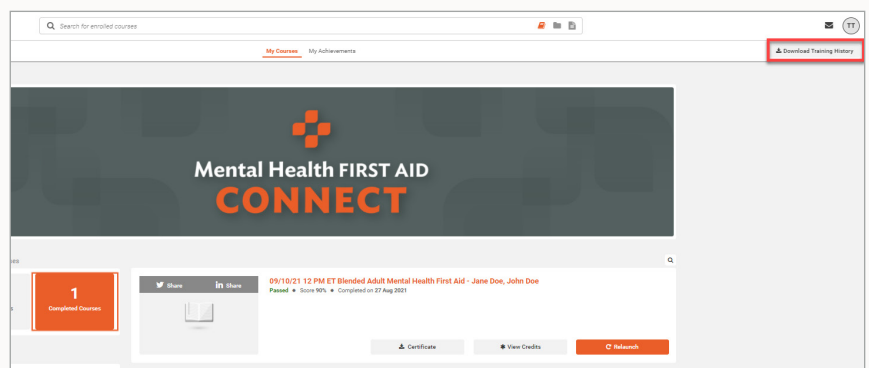 Search for enrolled courses
TT
My Courses My Achievements
Download Training History
Mental Health FIRST AID
CONNECT
Share Share
09/10/21 12 PM ET Blended Adult Mental Health First Aid - Jane Doe, John Doe
Passed • Score 90% • Completed on 27 Aug 2021
1
Completed Courses
Certificate View Credits Relaunch